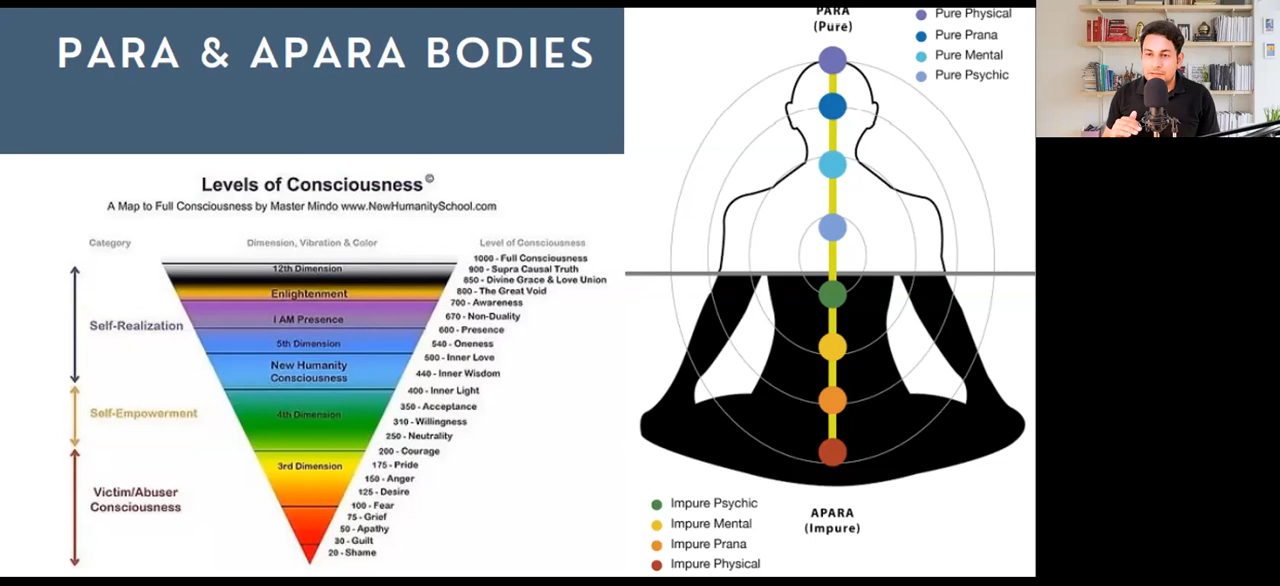 PARA & APARA BODIES
Levels of Consciousness©
A Map to Full Consciousness by Master Mindo www.NewHumanitySchool.com
Category
Dimension, Vibration & Color
Level of Consciousness
Self-Realization
Self-Empowerment
Victim/Abuser
Consciousness
12th Dimension
Enlightenment
I AM Presence
5th Dimension
New Humanity
Consciousness
4th Dimension
3rd Dimension
1000 - Full Consciousness
900 - Supra Causal Truth
850 - Divine Grace & Love Union
800 - The Great Void
700 - Awareness
670 - Non-Duality
600 - Presence
540 - Oneness
500 - Inner Love
440 - Inner Wisdom
400 - Inner Light
350 - Acceptance
310 - Willingness
250 - Neutrality
200 - Courage
175 - Pride
150 - Anger
125 - Desire
100 - Fear
75 - Grief
50 - Apathy
30 - Guilt
20 - Shame
PARA
(Pure)
Pure Physical
Pure Prana
Pure Mental
Pure Psychic
Impure Psychic
Impure Mental
Impure Prana
Impure Physical
APARA
(Impure)